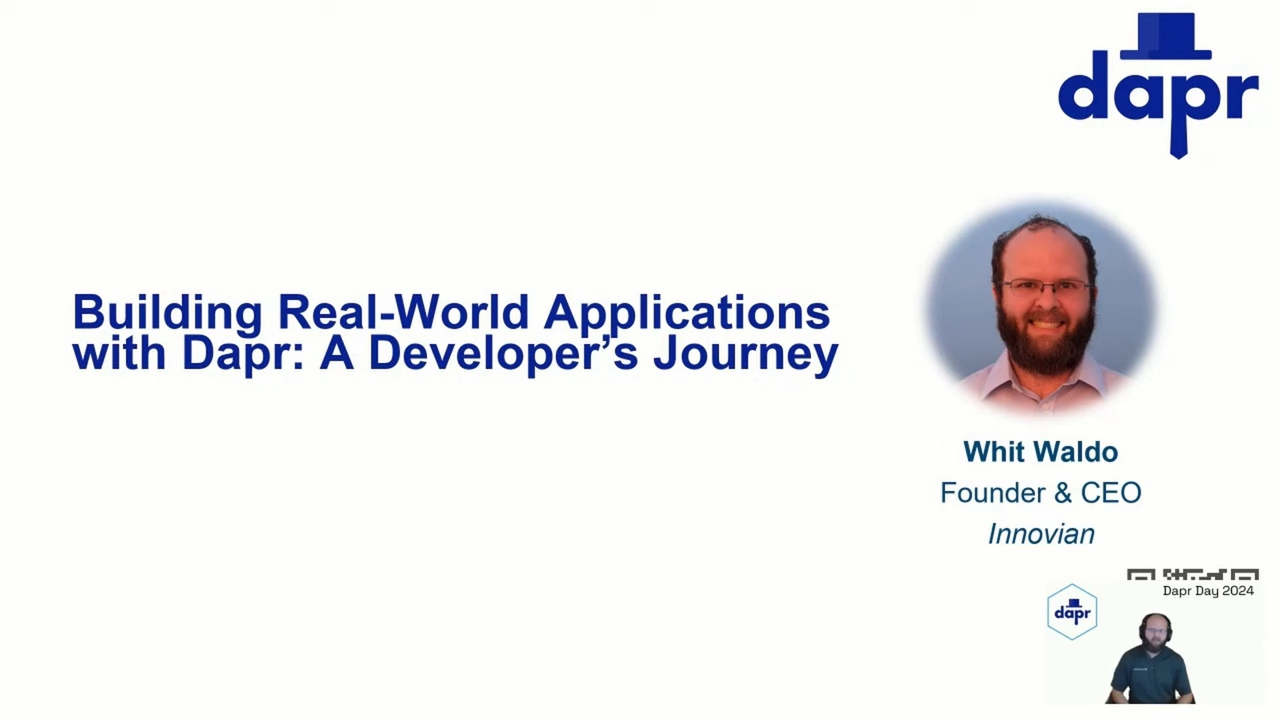 dapr
Building Real-World Applications
with Dapr: A Developer’s Journey
Whit Waldo
Founder & CEO
Innovian
Dapr Day 2024
dapr